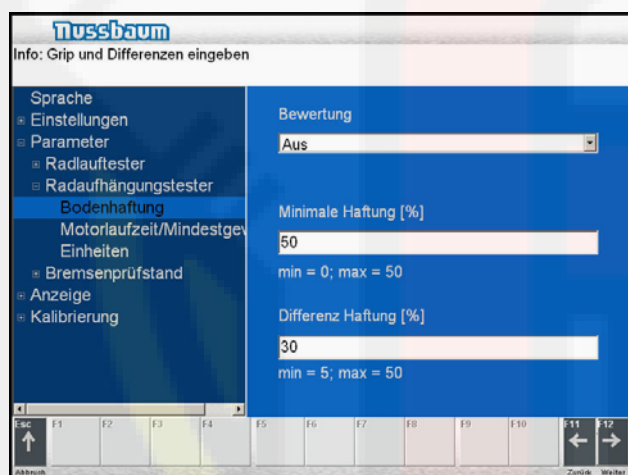 nussbaum
Info: Grip und Differenzen eingeben
Sprache
Einstellungen
Parameter
Radlauftester
Radaufhängungstester
Bodenhaftung
Motorlaufzeit/Mindestgev
Einheiten
Bremsenprüfstand
Anzeige
Kalibrierung
Bewertung
Aus
Minimale Haftung [%]
50
min = 0; max = 50
Differenz Haftung [%]
30
min = 5; max = 50
Esc F1 F2 F3 F4 F5 F6 F7 F8 F9 F10 F11 F12
Abbruch Zurück Weiter